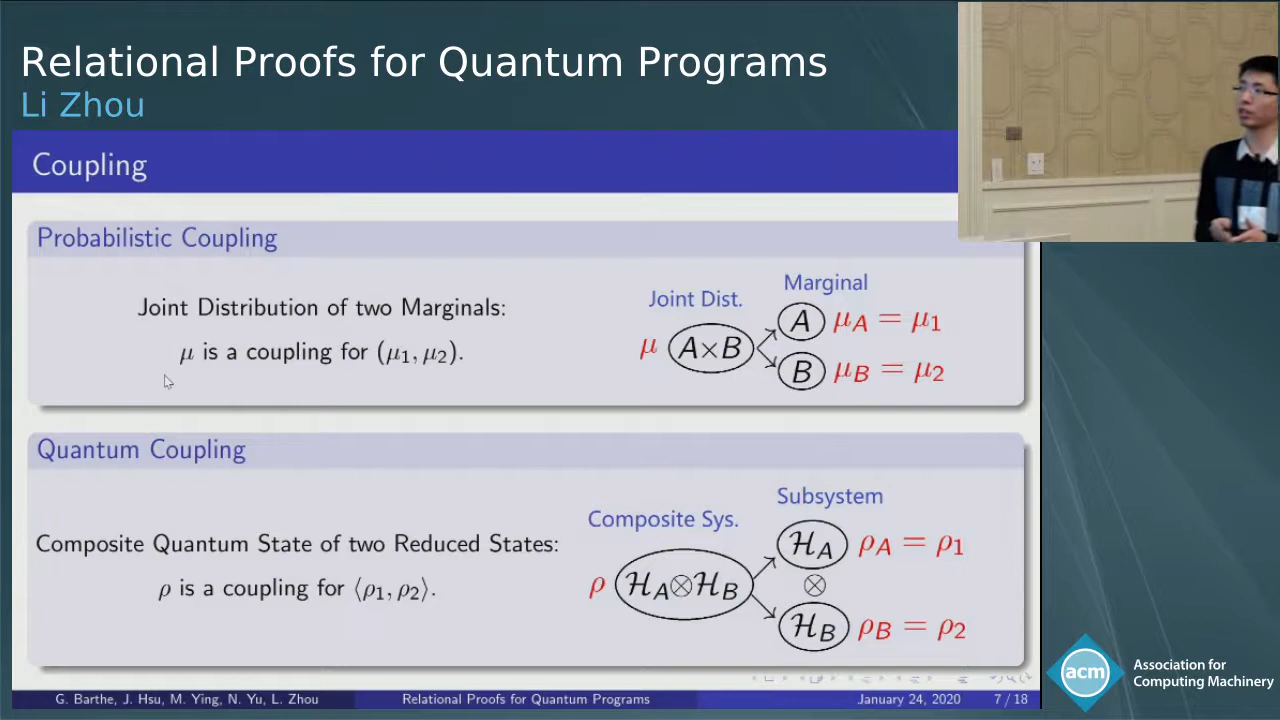 Relational Proofs for Quantum Programs
Li Zhou
Coupling
Probabilistic Coupling
Joint Distribution of two Marginals:
μ is a coupling for (μ₁, μ₂).
Joint Dist.
Marginal
μ A×B
A μ_A = μ₁
B μ_B = μ₂
Quantum Coupling
Composite Quantum State of two Reduced States:
ρ is a coupling for ⟨ρ₁, ρ₂⟩.
Composite Sys.
Subsystem
ρ ℋ_A⊗ℋ_B
ℋ_A ρ_A = ρ₁
⊗
ℋ_B ρ_B = ρ₂
G. Barthe, J. Hsu, M. Ying, N. Yu, L. Zhou
Relational Proofs for Quantum Programs
January 24, 2020
7 / 18
acm
Association for
Computing Machinery